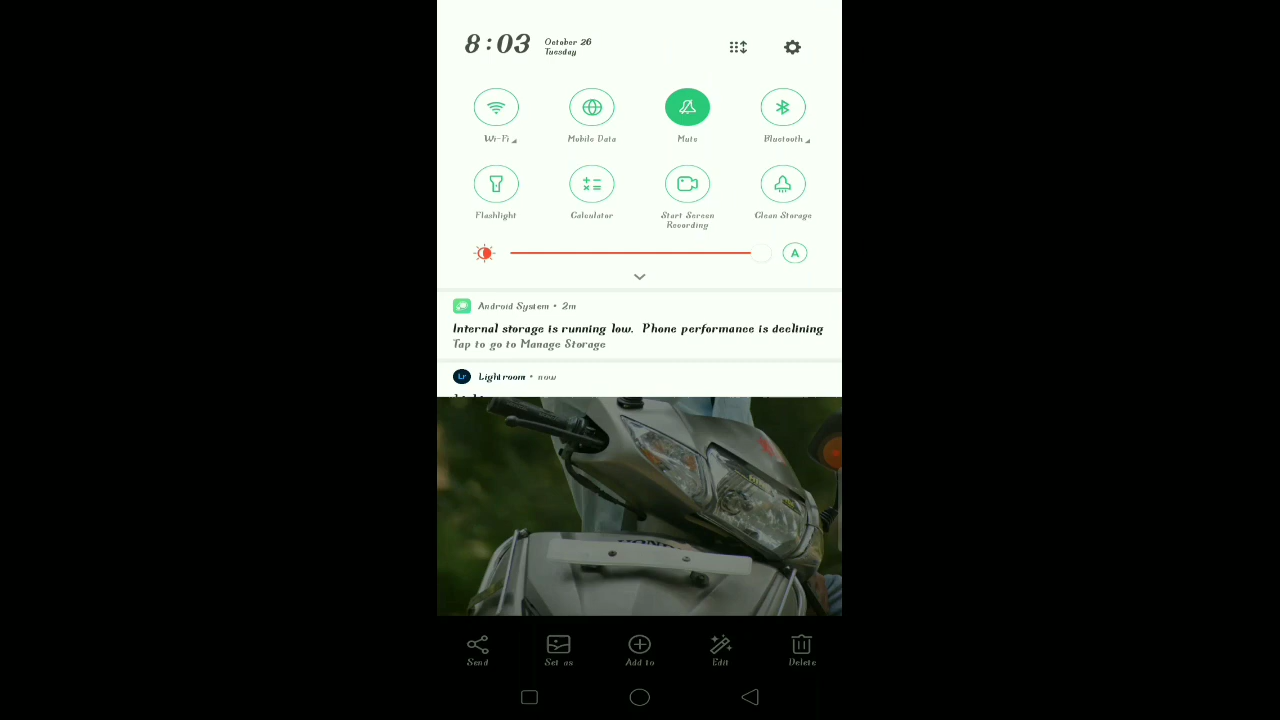 8:03
October 26
Tuesday
Wi-Fi
Mobile Data
Mute
Bluetooth
Flashlight
Calculator
Start Screen
Recording
Clean Storage
A
Android System • 2m
Internal storage is running low. Phone performance is declining
Tap to go to Manage Storage
Lr Lightroom • now
Send
Set as
Add to
Edit
Delete